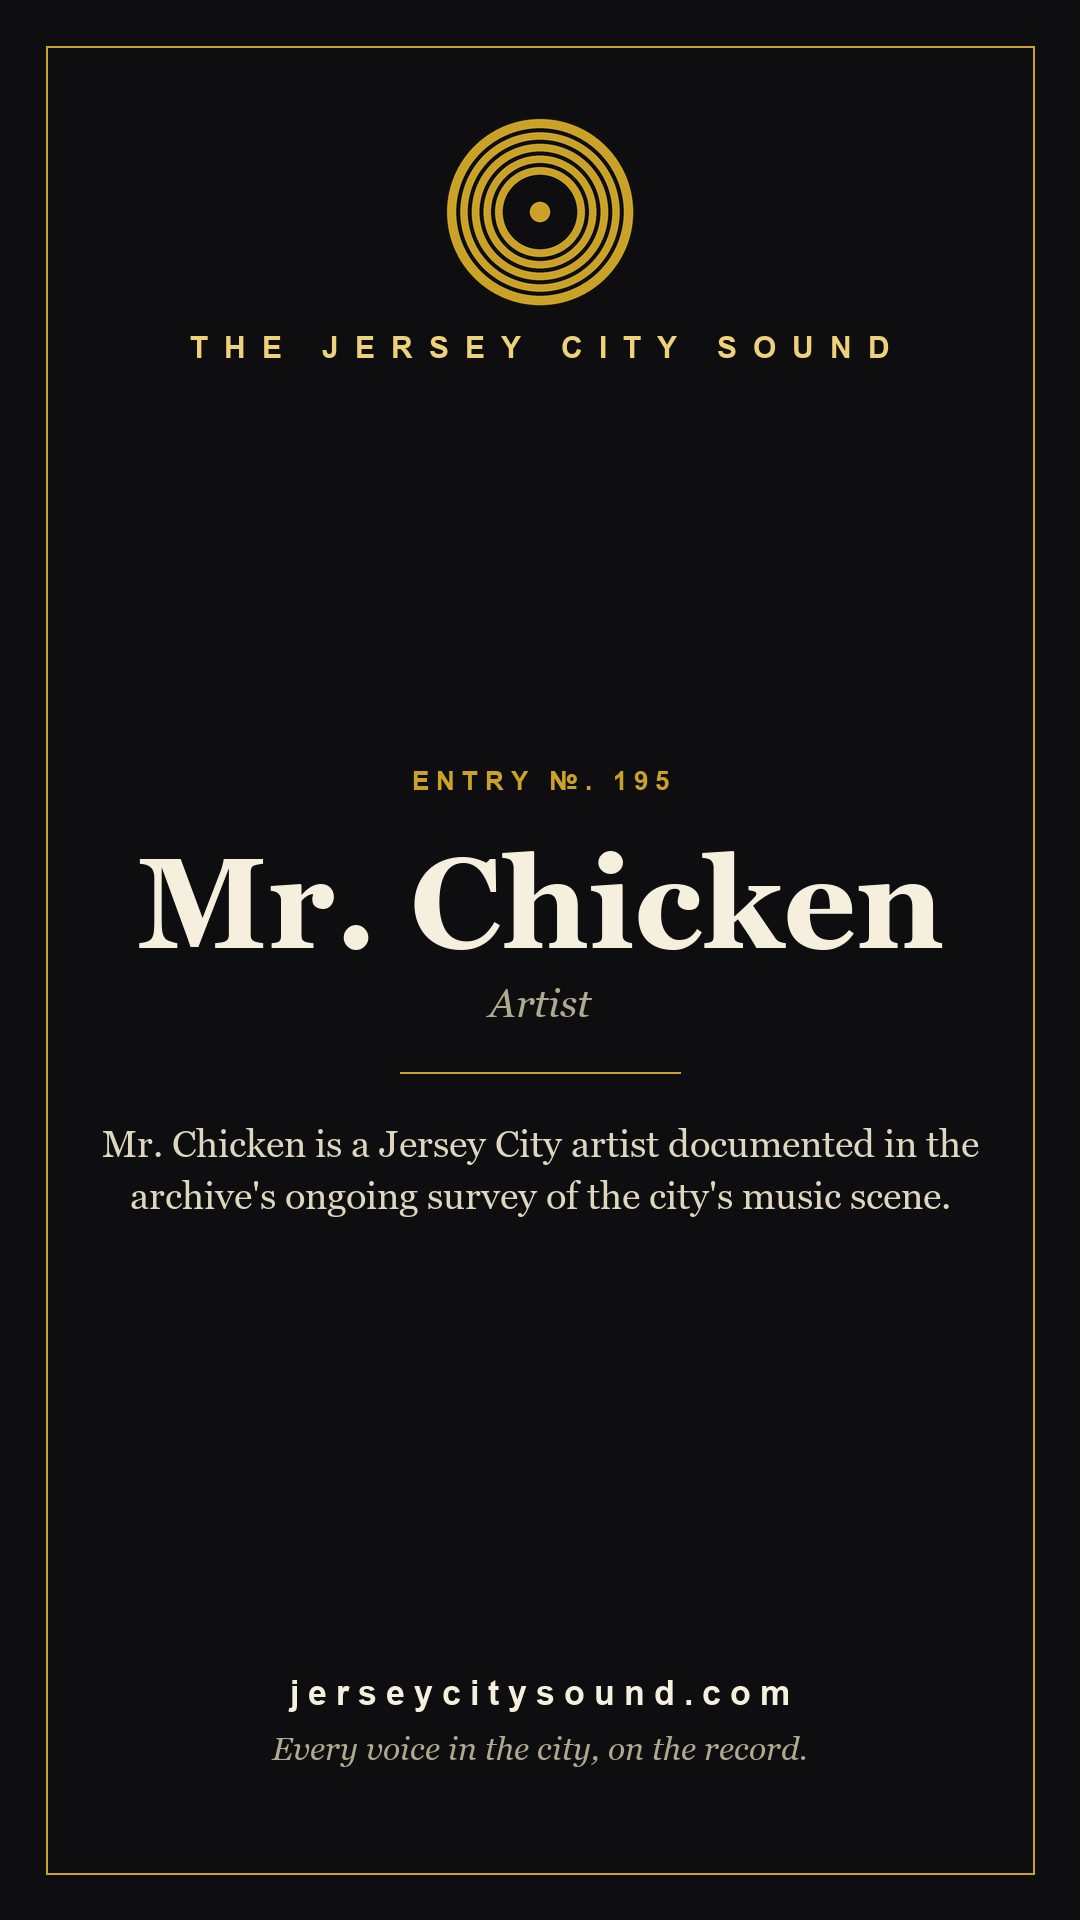 THE JERSEY CITY SOUND
ENTRY №. 195
Mr. Chicken
Artist
Mr. Chicken is a Jersey City artist documented in the
archive's ongoing survey of the city's music scene.
jerseycitysound.com
Every voice in the city, on the record.